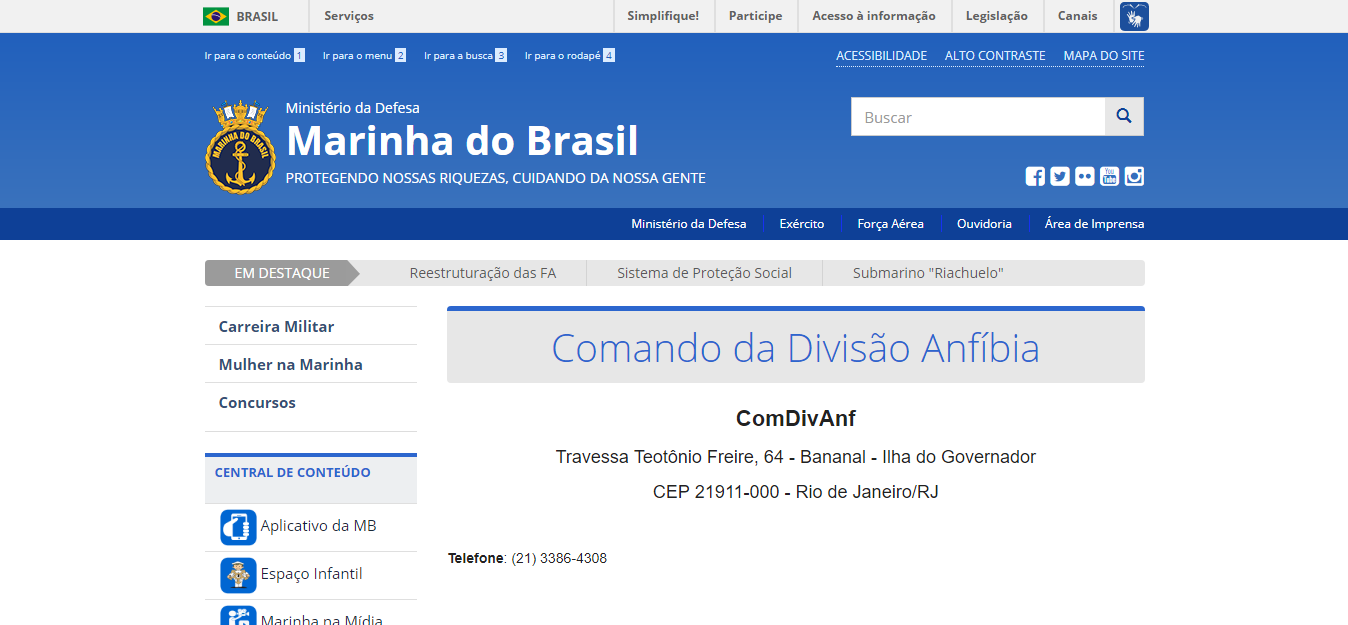 BRASIL Serviços Simplifique! Participe Acesso à informação Legislação Canais
Ir para o conteúdo 1 Ir para o menu 2 Ir para a busca 3 Ir para o rodapé 4 ACESSIBILIDADE ALTO CONTRASTE MAPA DO SITE
MARINHA DO BRASIL
Ministério da Defesa
Marinha do Brasil
PROTEGENDO NOSSAS RIQUEZAS, CUIDANDO DA NOSSA GENTE
Buscar
You Tube
Ministério da Defesa Exército Força Aérea Ouvidoria Área de Imprensa
EM DESTAQUE Reestruturação das FA Sistema de Proteção Social Submarino "Riachuelo"
Carreira Militar
Mulher na Marinha
Concursos
CENTRAL DE CONTEÚDO
Aplicativo da MB
Espaço Infantil
Marinha na Mídia
Comando da Divisão Anfíbia
ComDivAnf
Travessa Teotônio Freire, 64 - Bananal - Ilha do Governador
CEP 21911-000 - Rio de Janeiro/RJ
Telefone: (21) 3386-4308